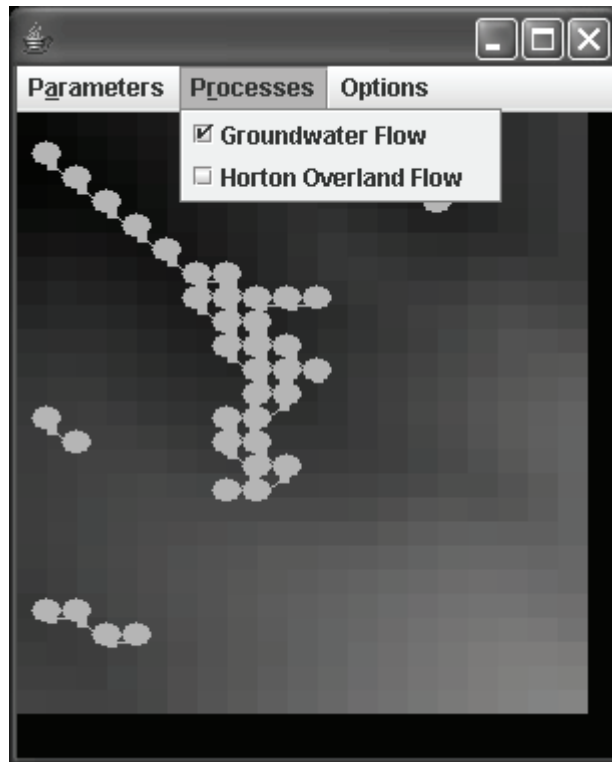 Parameters Processes Options
Groundwater Flow
Horton Overland Flow